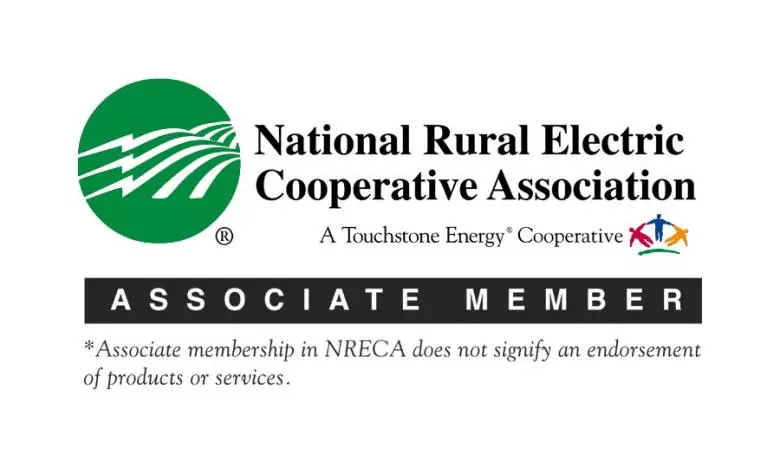 National Rural Electric
Cooperative Association
®
A Touchstone Energy® Cooperative
ASSOCIATE MEMBER
*Associate membership in NRECA does not signify an endorsement
of products or services.